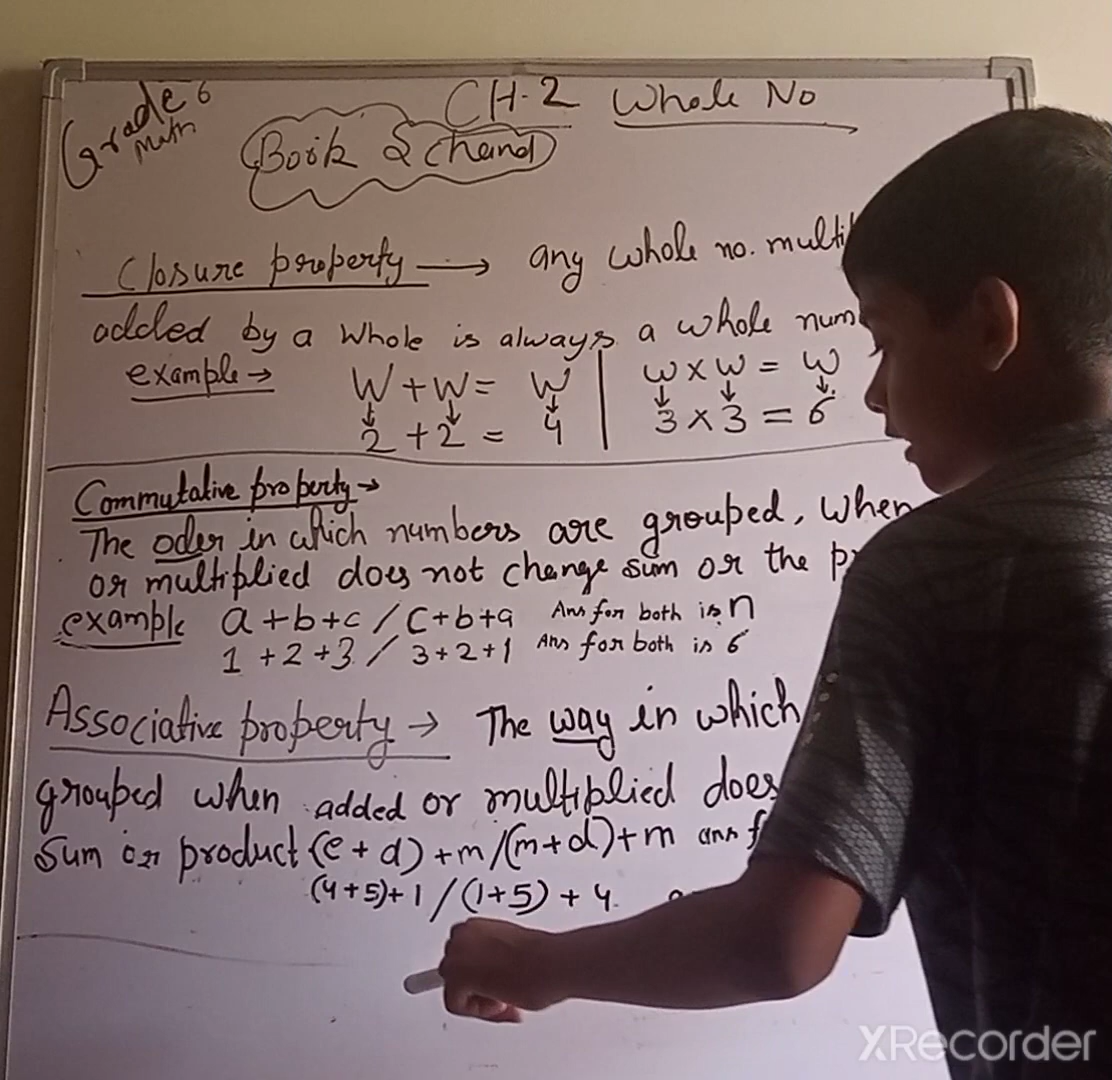 Grade 6
Math
CH-2 Whole No
Book S Chand
Closure property → any whole no. multi
added by a whole is always a whole num
example → W + W = W | W × W = W
2 + 2 = 4 | 3 × 3 = 6
Commutative property →
The oder in which numbers are grouped, when
or multiplied does not change sum or the p
example a + b + c / c + b + a Ans for both is n
1 + 2 + 3 / 3 + 2 + 1 Ans for both is 6
Associative property → The way in which
grouped when added or multiplied does
Sum or product (e + d) + m / (m + d) + m ans f
(4 + 5) + 1 / (1 + 5) + 4
XRecorder